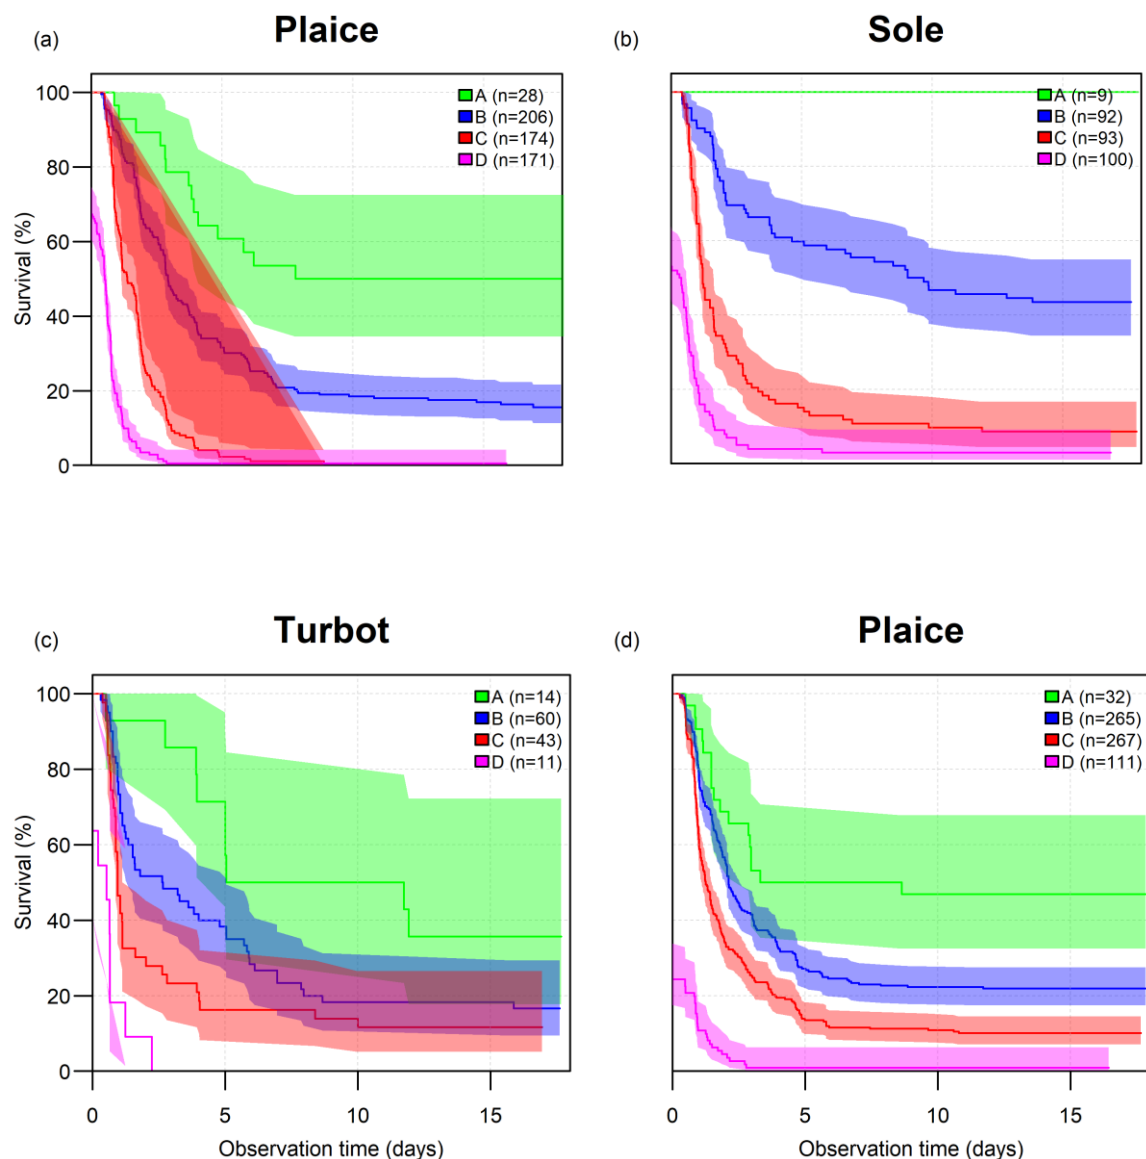 (a) Plaice
A (n=28)
B (n=206)
C (n=174)
D (n=171)
Survival (%)
100
80
60
40
20
0
(b) Sole
A (n=9)
B (n=92)
C (n=93)
D (n=100)
(c) Turbot
A (n=14)
B (n=60)
C (n=43)
D (n=11)
Survival (%)
100
80
60
40
20
0
0 5 10 15
Observation time (days)
(d) Plaice
A (n=32)
B (n=265)
C (n=267)
D (n=111)
0 5 10 15
Observation time (days)